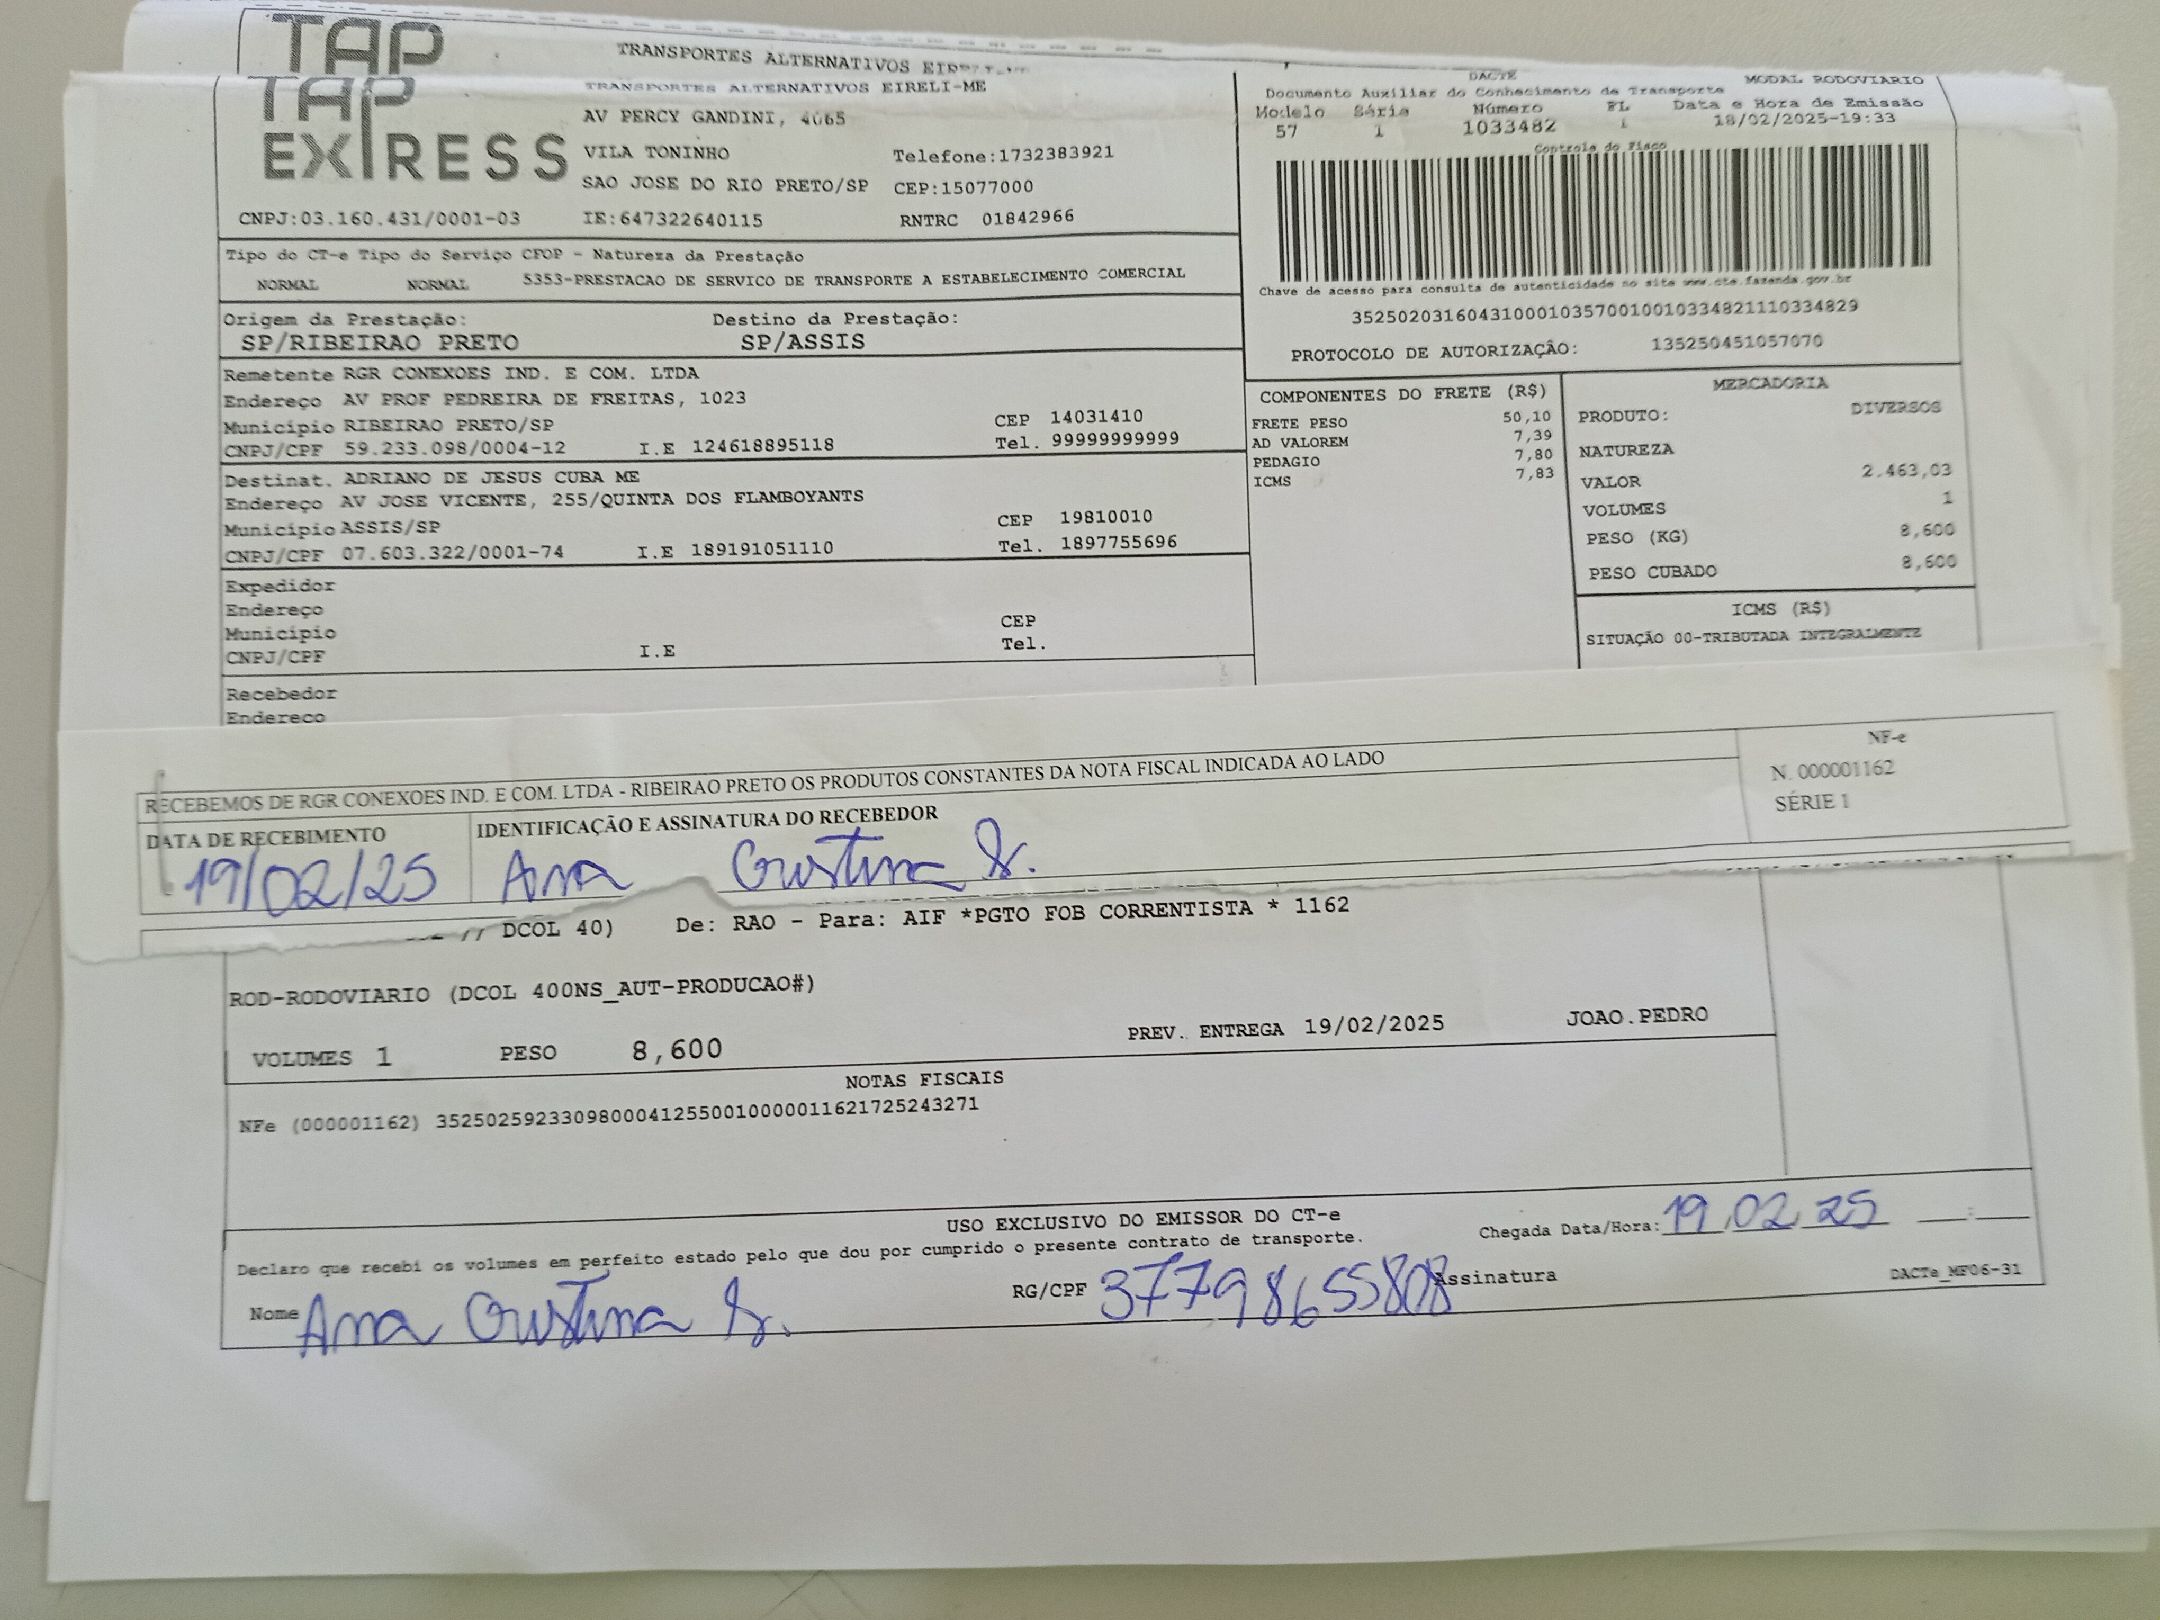 TAP
TRANSPORTES ALTERNATIVOS
TAP
EXPRESS
TRANSPORTES ALTERNATIVOS EIRELI-ME
AV PERCY GANDINI, 4065
VILA TONINHO Telefone:1732383921
SAO JOSE DO RIO PRETO/SP CEP:15077000
CNPJ:03.160.431/0001-03 IE:647322640115 RNTRC 01842966
DACTE MODAL RODOVIARIO
Documento Auxiliar do Conhecimento de Transporte
Modelo Série Número FL Data e Hora de Emissão
57 1 1033482 1 18/02/2025-19:33
Controle do Fisco
Chave de acesso para consulta de autenticidade no site www.cte.fazenda.gov.br
35250203160431000103570010010334821110334829
PROTOCOLO DE AUTORIZAÇÃO: 135250451057070
Tipo do CT-e Tipo do Serviço CFOP - Natureza da Prestação
NORMAL NORMAL 5353-PRESTACAO DE SERVICO DE TRANSPORTE A ESTABELECIMENTO COMERCIAL
Origem da Prestação: Destino da Prestação:
SP/RIBEIRAO PRETO SP/ASSIS
Remetente RGR CONEXOES IND. E COM. LTDA
Endereço AV PROF PEDREIRA DE FREITAS, 1023
Município RIBEIRAO PRETO/SP CEP 14031410
CNPJ/CPF 59.233.098/0004-12 I.E 124618895118 Tel. 99999999999
Destinat. ADRIANO DE JESUS CUBA ME
Endereço AV JOSE VICENTE, 255/QUINTA DOS FLAMBOYANTS
Município ASSIS/SP CEP 19810010
CNPJ/CPF 07.603.322/0001-74 I.E 189191051110 Tel. 1897755696
Expedidor
Endereço
Município CEP
CNPJ/CPF I.E Tel.
Recebedor
Endereco
COMPONENTES DO FRETE (R$)
FRETE PESO 50,10
AD VALOREM 7,39
PEDAGIO 7,80
ICMS 7,83
MERCADORIA
PRODUTO: DIVERSOS
NATUREZA
VALOR 2.463,03
VOLUMES 1
PESO (KG) 8,600
PESO CUBADO 8,600
ICMS (R$)
SITUAÇÃO 00-TRIBUTADA INTEGRALMENTE
RECEBEMOS DE RGR CONEXOES IND. E COM. LTDA - RIBEIRAO PRETO OS PRODUTOS CONSTANTES DA NOTA FISCAL INDICADA AO LADO
NF-e
N. 000001162
SÉRIE 1
DATA DE RECEBIMENTO IDENTIFICAÇÃO E ASSINATURA DO RECEBEDOR
19/02/25 Ana Cristina S.
DCOL 40) De: RAO - Para: AIF *PGTO FOB CORRENTISTA * 1162
ROD-RODOVIARIO (DCOL 400NS_AUT-PRODUCAO#)
VOLUMES 1 PESO 8,600 PREV. ENTREGA 19/02/2025 JOAO.PEDRO
NOTAS FISCAIS
NFe (000001162) 35250259233098000412550010000011621725243271
USO EXCLUSIVO DO EMISSOR DO CT-e
Declaro que recebi os volumes em perfeito estado pelo que dou por cumprido o presente contrato de transporte. Chegada Data/Hora: 19 02 25
Nome Ana Cristina S. RG/CPF 37798655808 Assinatura DACTe_MF06-31